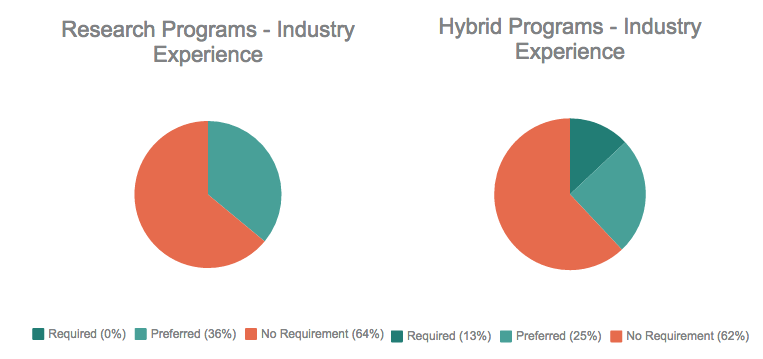 Research Programs - Industry
Experience
Hybrid Programs - Industry
Experience
Required (0%) Preferred (36%) No Requirement (64%)
Required (13%) Preferred (25%) No Requirement (62%)